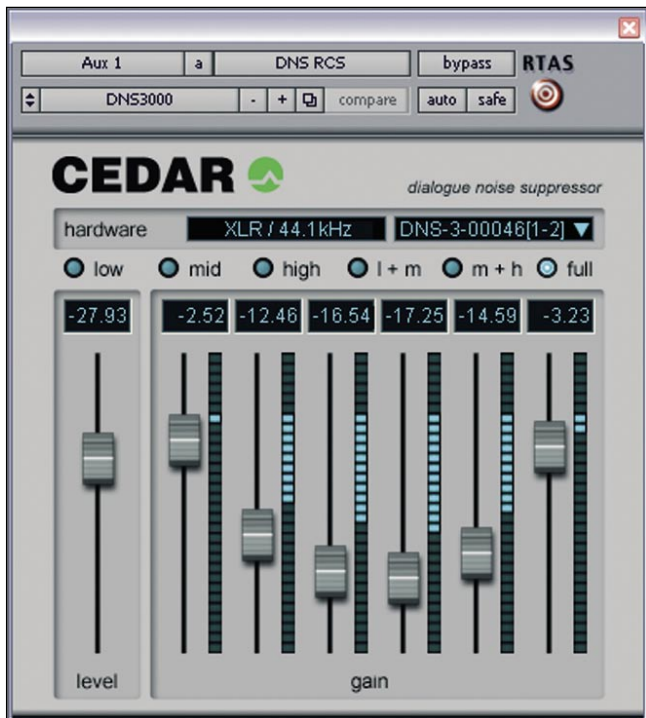 Aux 1 a DNS RCS bypass RTAS
DNS3000 - + compare auto safe
CEDAR
dialogue noise suppressor
hardware XLR / 44.1kHz DNS-3-00046[1-2]
low mid high l + m m + h full
-27.93 -2.52 -12.46 -16.54 -17.25 -14.59 -3.23
level gain